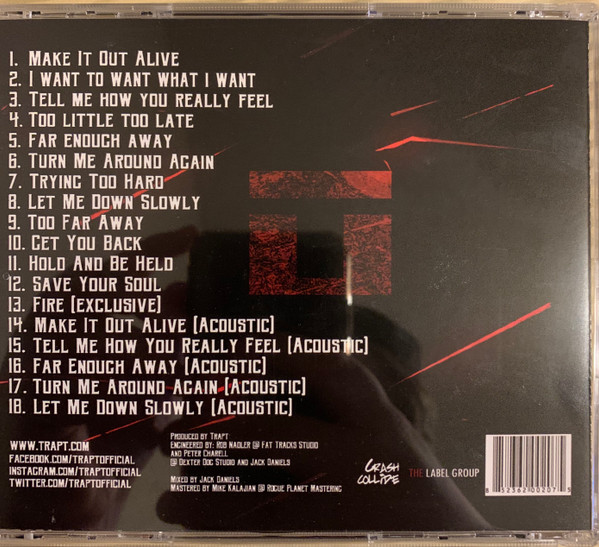 1. Make It Out Alive
2. I want to want what i want
3. Tell me how you really feel
4. Too little too late
5. Far enough away
6. Turn Me Around Again
7. Trying Too Hard
8. Let Me Down Slowly
9. Too Far Away
10. Get You Back
11. Hold And Be Held
12. Save Your Soul
13. Fire (Exclusive)
14. Make It Out Alive (Acoustic)
15. Tell Me How You Really Feel (Acoustic)
16. Far Enough Away (Acoustic)
17. Turn Me Around Again (Acoustic)
18. Let Me Down Slowly (Acoustic)
www.trapt.com
facebook.com/traptofficial
instagram.com/traptofficial
twitter.com/traptofficial
Produced by Trapt
Engineered by: Rob Nadler @ Fat Tracks Studio
and Peter Charell
@ Dexter Dog Studio and Jack Daniels
Mixed by Jack Daniels
Mastered by Mike Kalajian @ Rogue Planet Mastering
CRASH
COLLIDE
THE LABEL GROUP
8 52362 00207 5